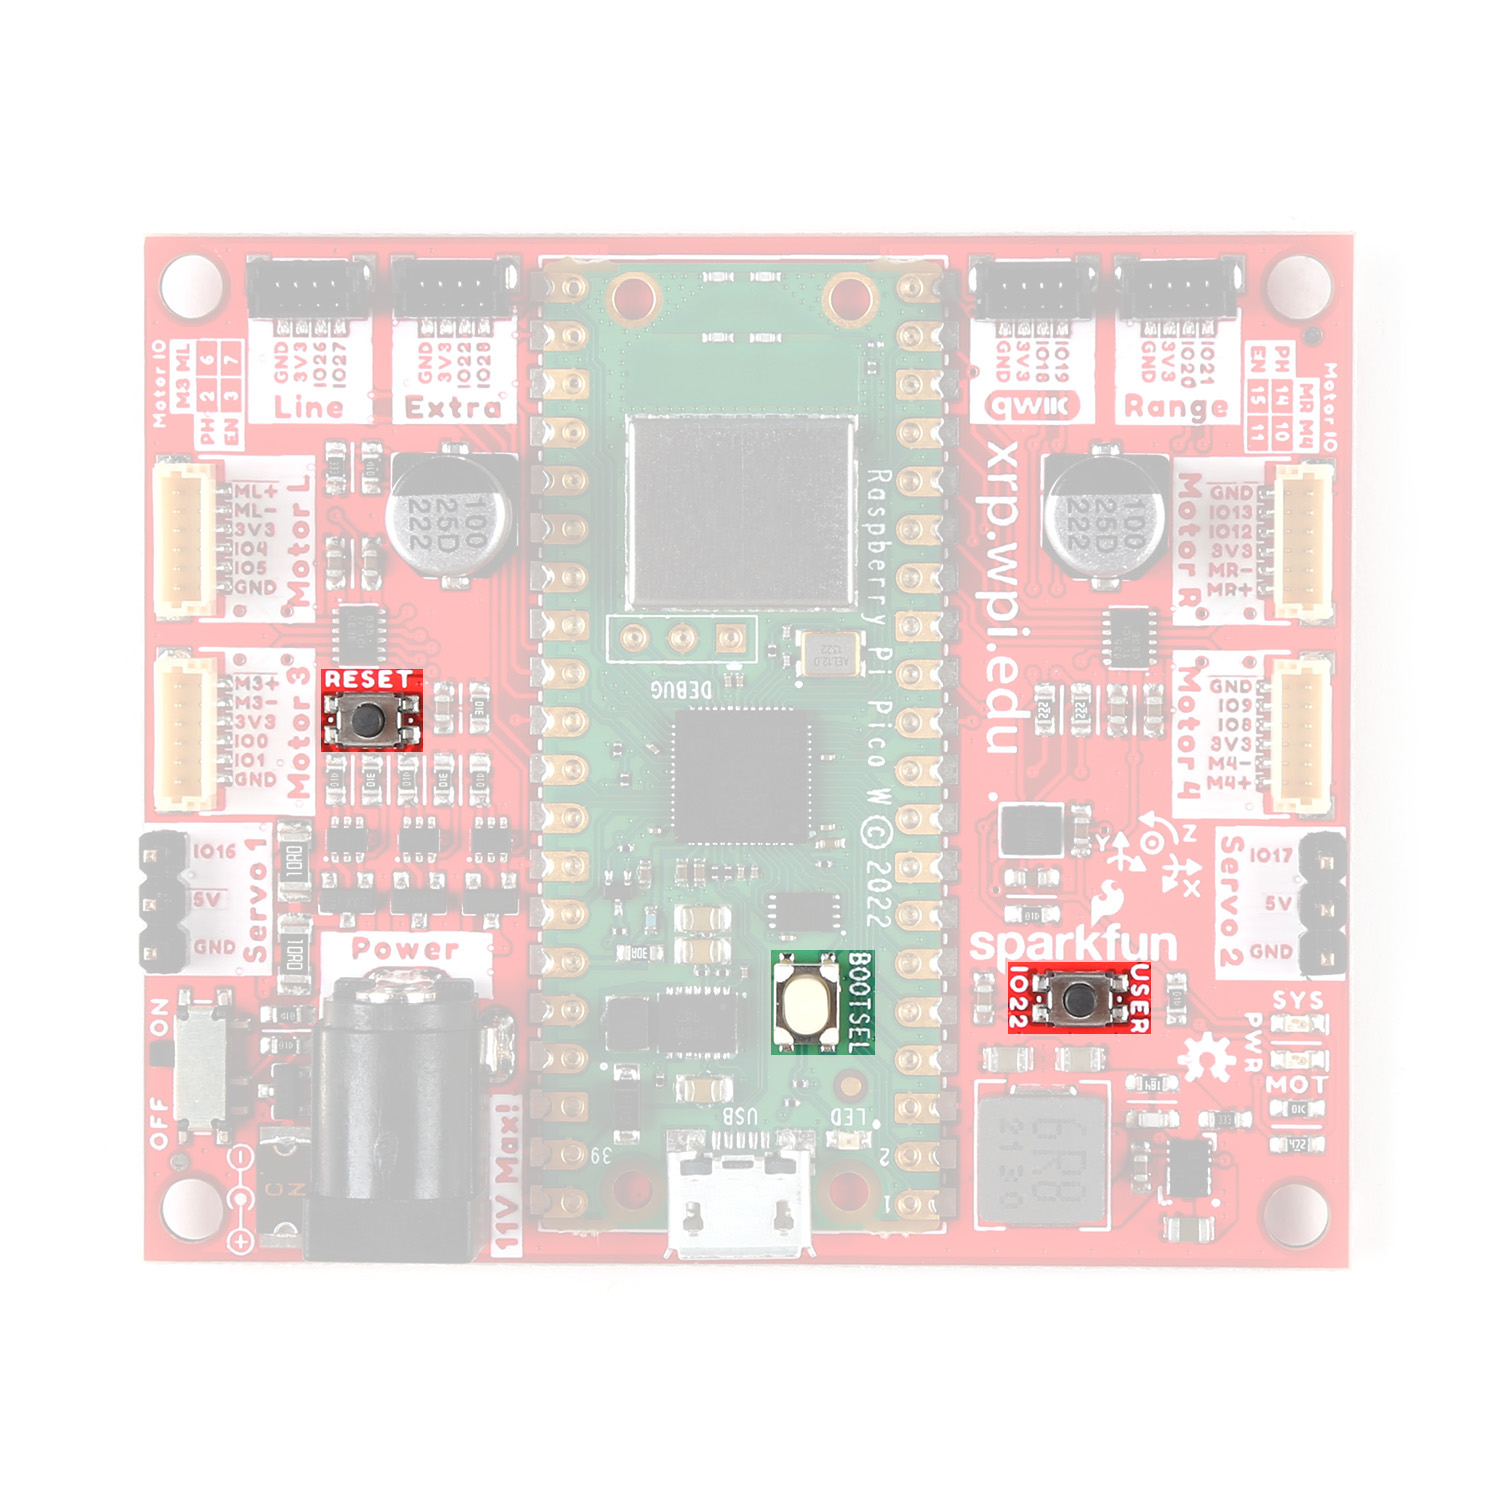 Motor IO
M3 ML
2 6
3 7
PH
EN
GND
3V3
IO26
IO27
Line
GND
3V3
IO22
IO28
Extra
GND
3V3
IO18
IO19
qwiic
GND
3V3
IO20
IO21
Range
PH 14 10
EN 15 11
MR M4
Motor IO
ML+
ML-
3V3
IO4
IO5
GND
Motor L
100
25D
222
Raspberry Pi Pico W © 2022
xrp.wpi.edu
100
25D
222
Motor R
GND
IO13
IO12
3V3
MR-
MR+
DEBUG
RESET
M3+
M3-
3V3
IO0
IO1
GND
Motor 3
Motor 4
GND
IO9
IO8
3V3
M4-
M4+
IO16
5V
GND
Servo 1
Y
Z
X
Servo 2
IO17
5V
GND
Power
sparkfun
BOOTSEL
IO22
USER
ON
OFF
SYS
PWR
MOT
USB
LED
39
2
1
11V Max!
6R8
2130